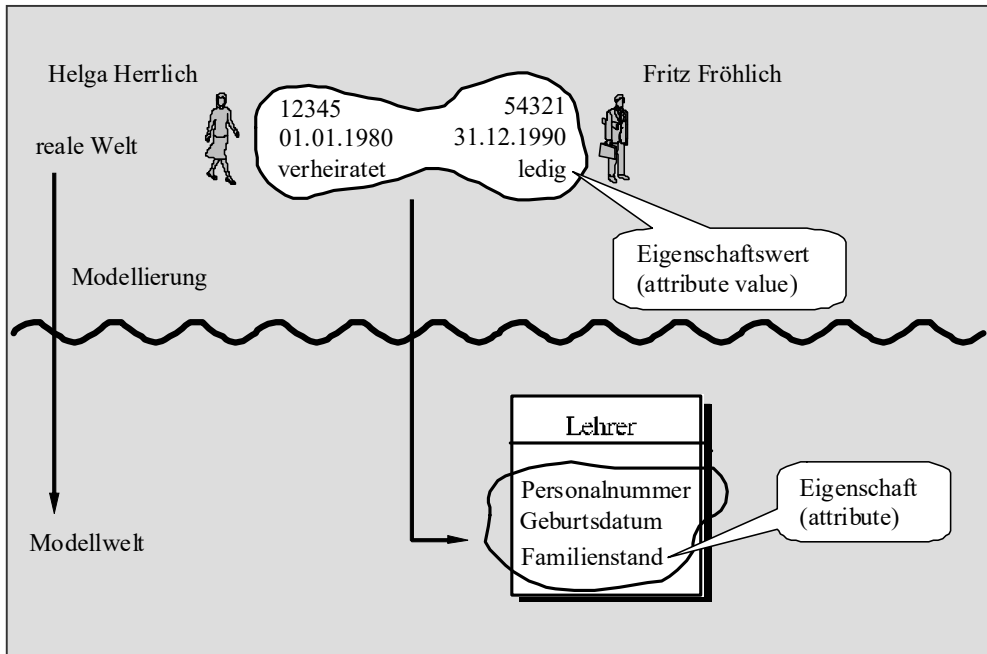 Helga Herrlich
Fritz Fröhlich
12345
54321
01.01.1980
31.12.1990
verheiratet
ledig
reale Welt
Eigenschaftswert
(attribute value)
Modellierung
Lehrer
Personalnummer
Geburtsdatum
Familienstand
Eigenschaft
(attribute)
Modellwelt